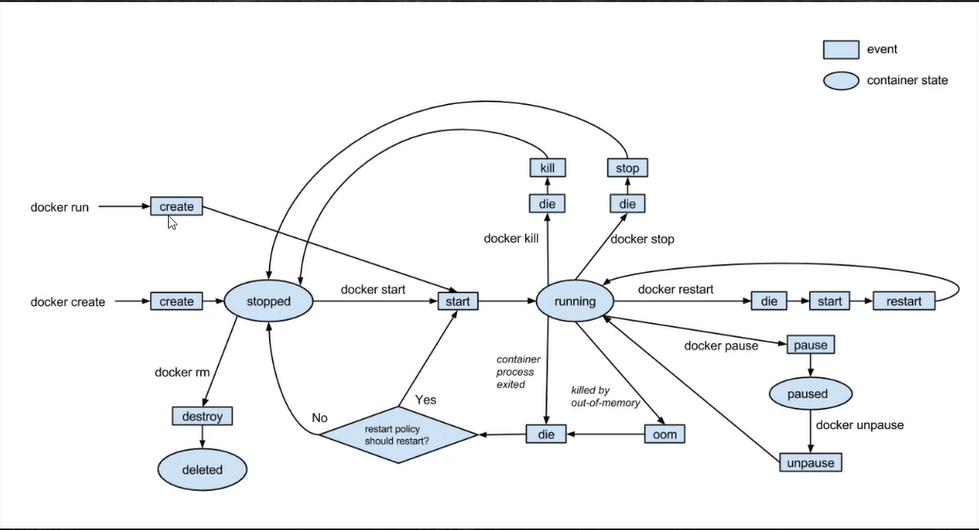 event
container state
kill
stop
docker run
create
die
die
docker kill
docker stop
docker create
create
stopped
docker start
start
running
docker restart
die
start
restart
docker pause
pause
container
process
exited
docker rm
killed by
out-of-memory
paused
Yes
No
destroy
restart policy
should restart?
die
oom
docker unpause
deleted
unpause